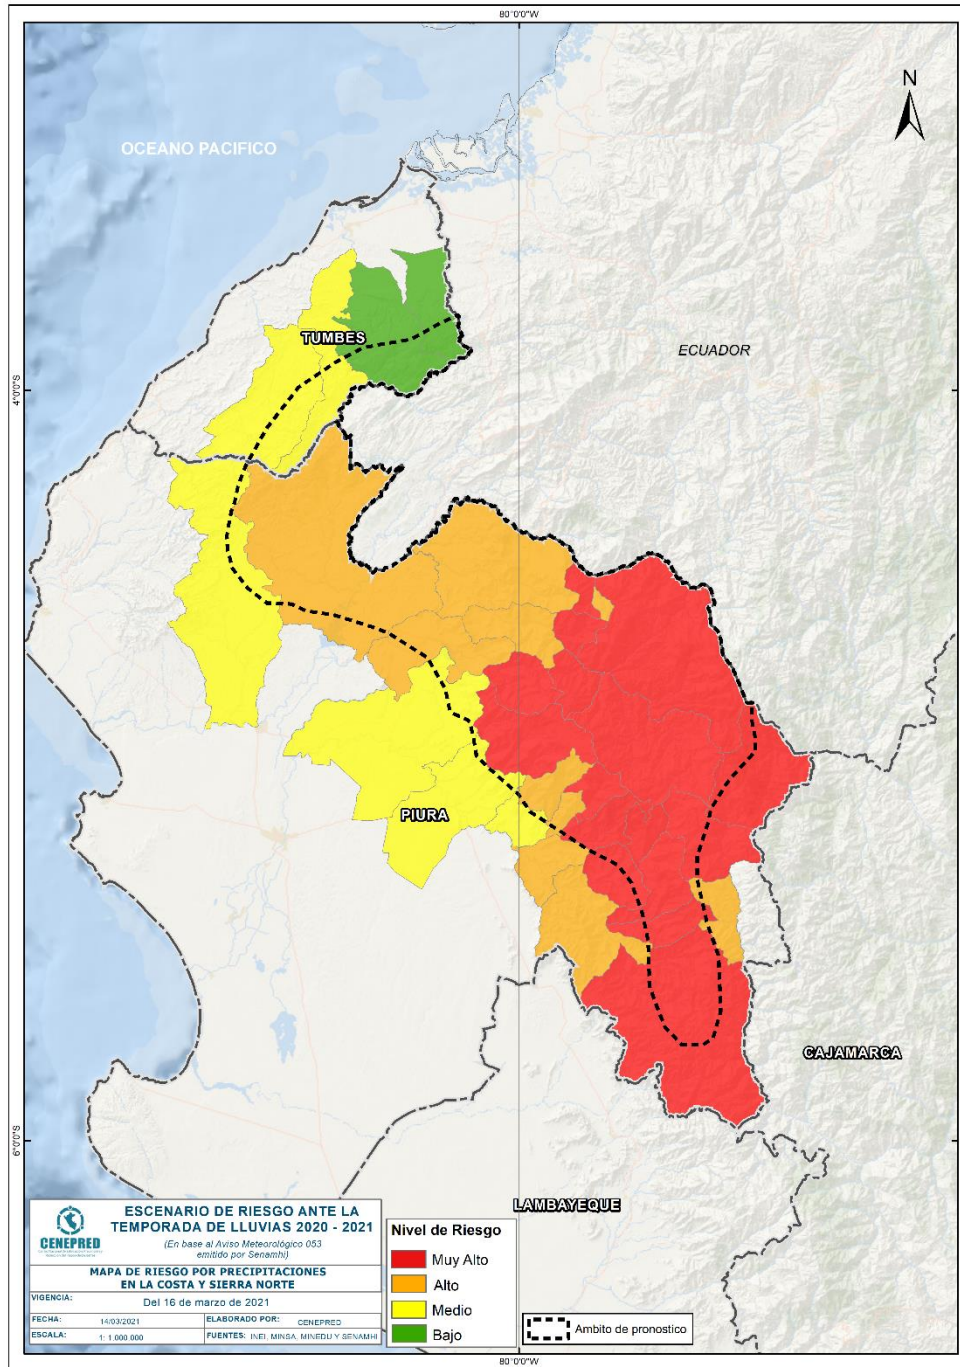 80°0'0"W
N
OCEANO PACIFICO
TUMBES
ECUADOR
4°0'0"S
PIURA
CAJAMARCA
6°0'0"S
LAMBAYEQUE
CENEPRED
ESCENARIO DE RIESGO ANTE LA
TEMPORADA DE LLUVIAS 2020 - 2021
(En base al Aviso Meteorológico 053
emitido por Senamhi)
MAPA DE RIESGO POR PRECIPITACIONES
EN LA COSTA Y SIERRA NORTE
VIGENCIA:
Del 16 de marzo de 2021
FECHA: 14/03/2021 ELABORADO POR: CENEPRED
ESCALA: 1: 1 000 000 FUENTES: INEI, MINSA, MINEDU Y SENAMHI
Nivel de Riesgo
Muy Alto
Alto
Medio
Bajo
Ambito de pronostico
80°0'0"W